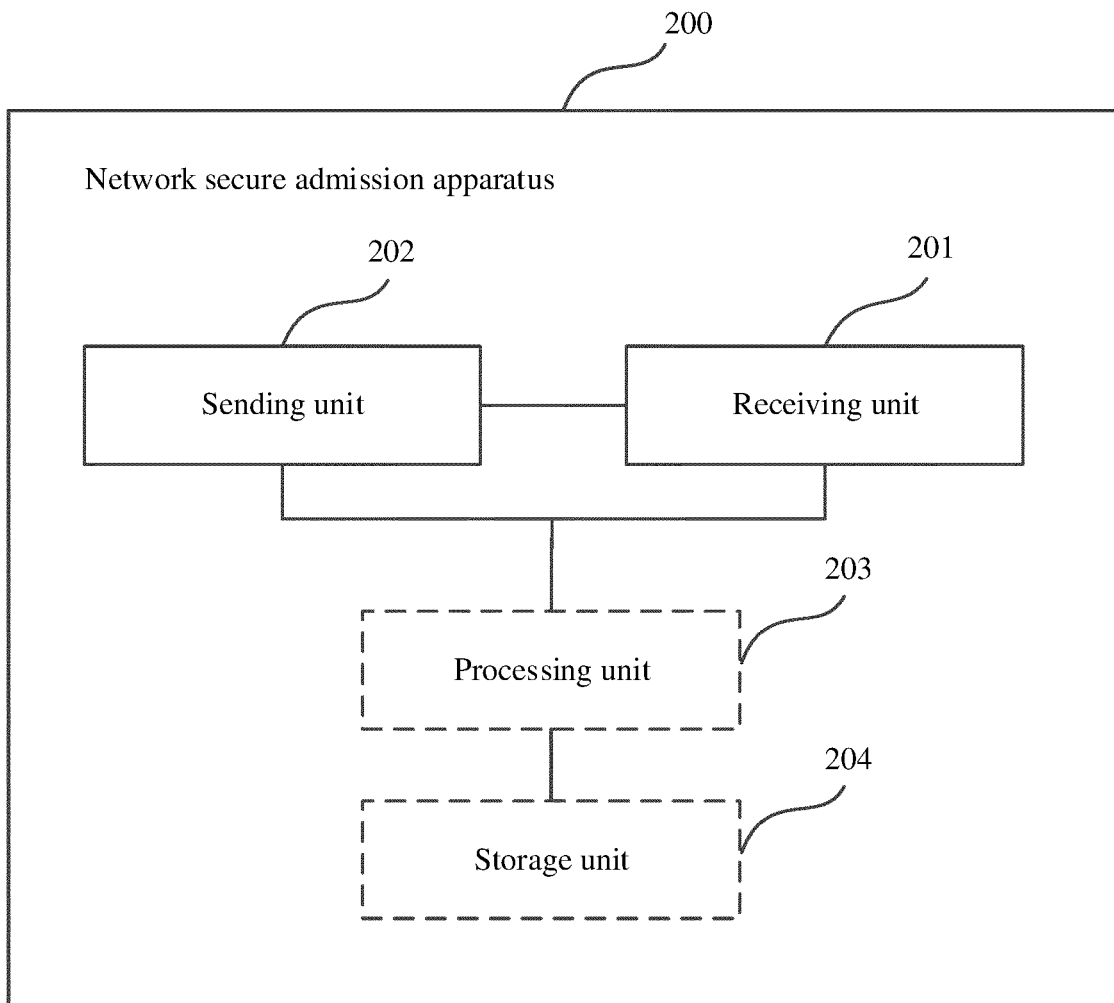 200
Network secure admission apparatus
202
201
Sending unit
Receiving unit
203
Processing unit
204
Storage unit